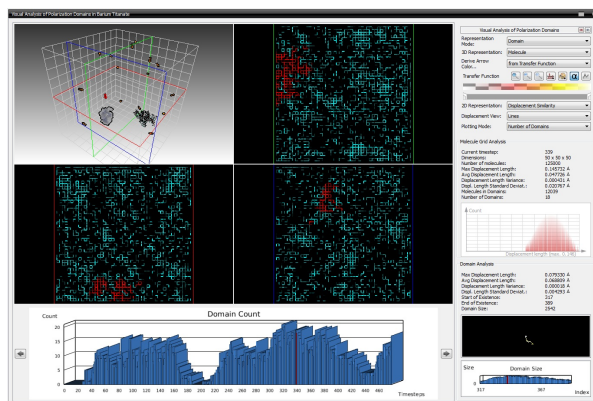 Visual Analysis of Polarization Domains in Barium Titanate
Visual Analysis of Polarization Domains
Representation Mode: Domain
3D Representation: Molecule
Derive Arrow Color... from Transfer Function
Transfer Function
2D Representation: Displacement Similarity
Displacement View: Lines
Plotting Mode: Number of Domains
Molecule Grid Analysis
Current timestep: 339
Dimensions: 50 x 50 x 50
Number of molecules: 125000
Max Displacement Length: 0.145732 Å
Avg Displacement Length: 0.047726 Å
Displacement Length Variance: 0.000431 Å
Displ. Length Standard Deviat.: 0.020767 Å
Molecules in Domains: 12039
Number of Domains: 18
Count
Displacement length (max: 0.146)
Domain Analysis
Max Displacement Length: 0.079330 Å
Avg Displacement Length: 0.068809 Å
Displacement Length Variance: 0.000018 Å
Displ. Length Standard Deviat.: 0.004293 Å
Start of Existence: 317
End of Existence: 389
Domain Size: 2542
Count
Domain Count
20
15
10
5
0
0 20 40 60 80 100 120 140 160 180 200 220 240 260 280 300 320 340 360 380 400 420 440 460
Timesteps
Size
Domain Size
0
317 367
Index